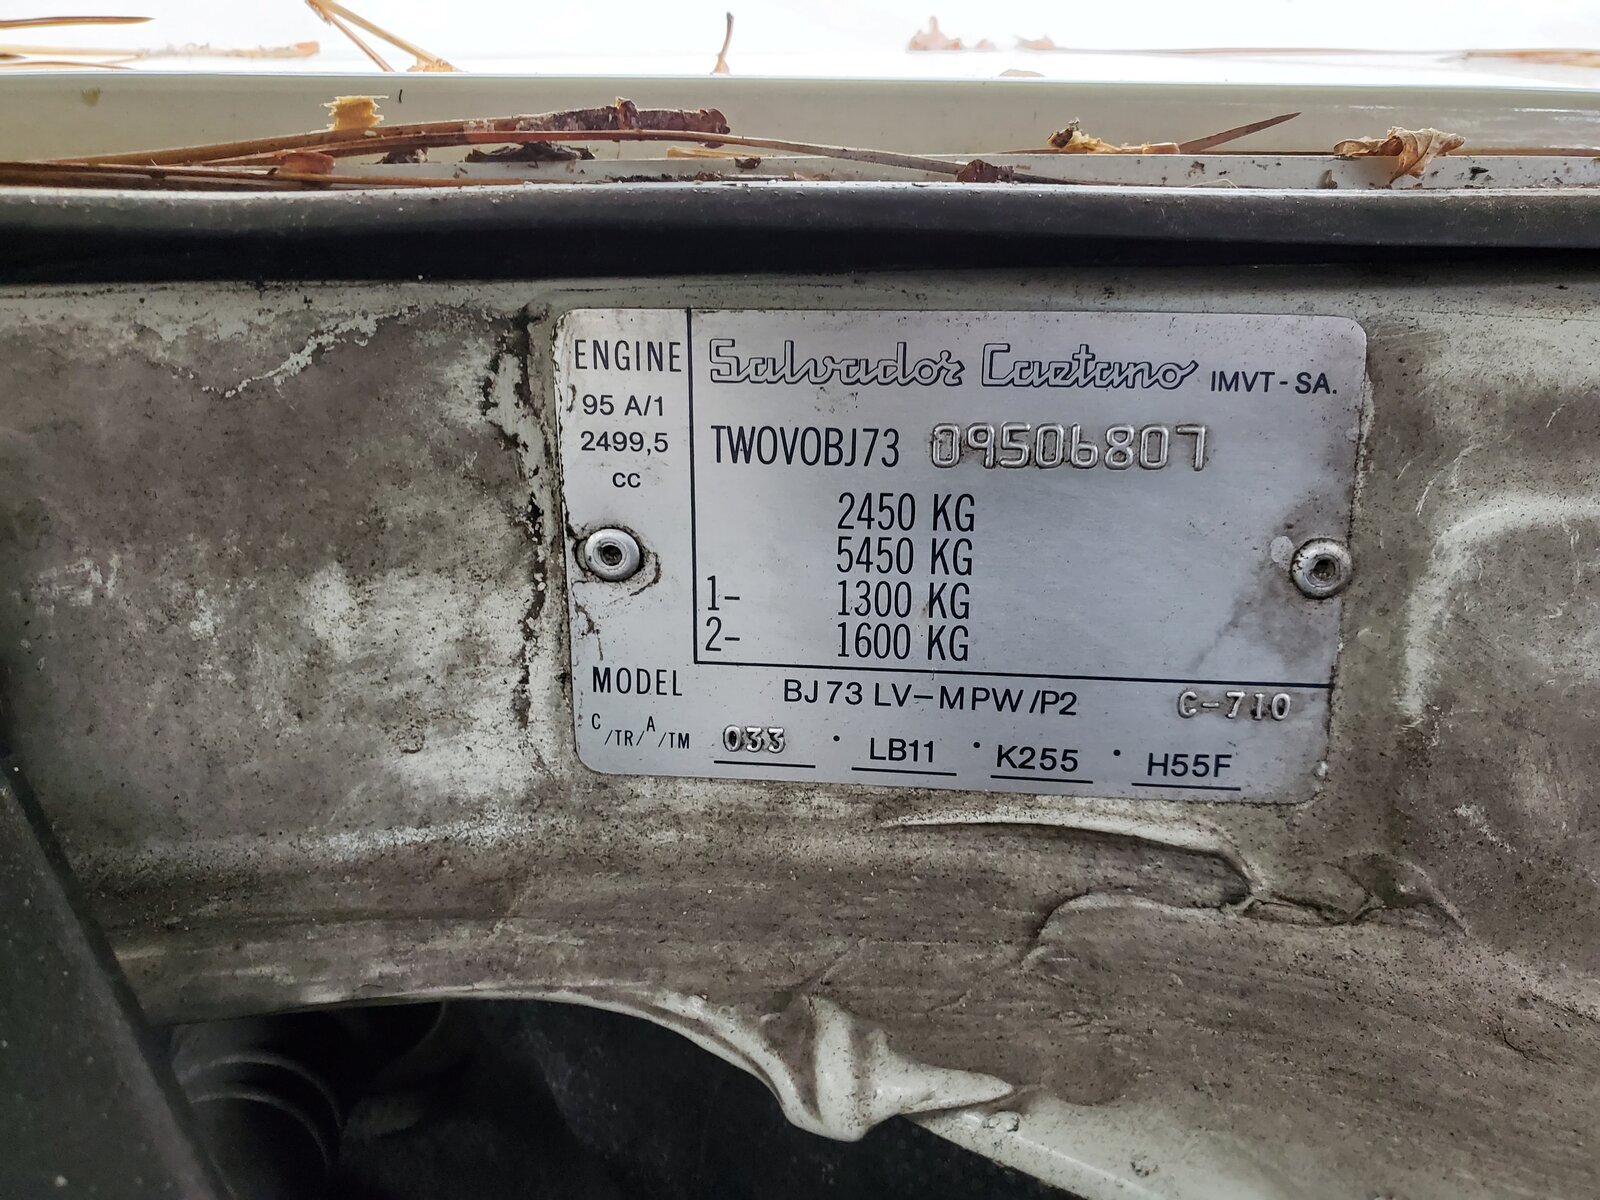 ENGINE
95 A/1
2499,5
cc
Salvador Caetano IMVT-SA.
TWOVOBJ73 09506807
2450 KG
5450 KG
1- 1300 KG
2- 1600 KG
MODEL BJ73 LV-MPW/P2 C-710
C/TR/A/TM 033 · LB11 · K255 · H55F